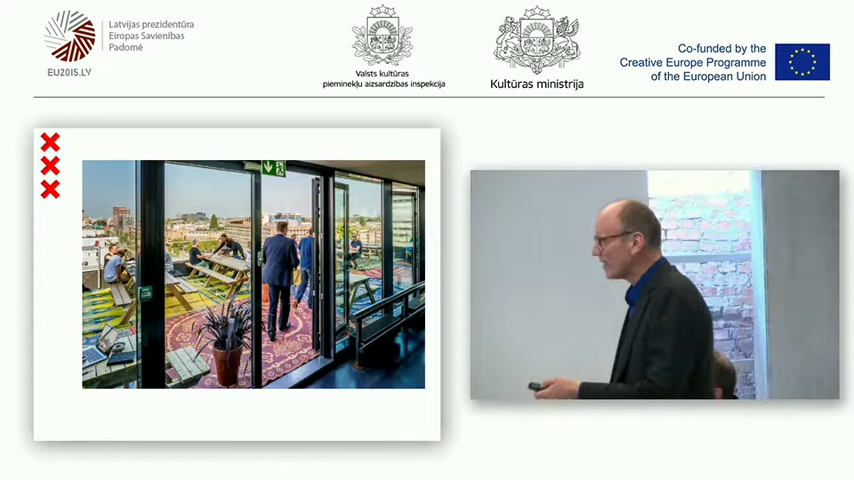 Latvijas prezidentūra
Eiropas Savienības
Padomē
EU2015.LV
Valsts kultūras
pieminekļu aizsardzības inspekcija
Kultūras ministrija
Co-funded by the
Creative Europe Programme
of the European Union